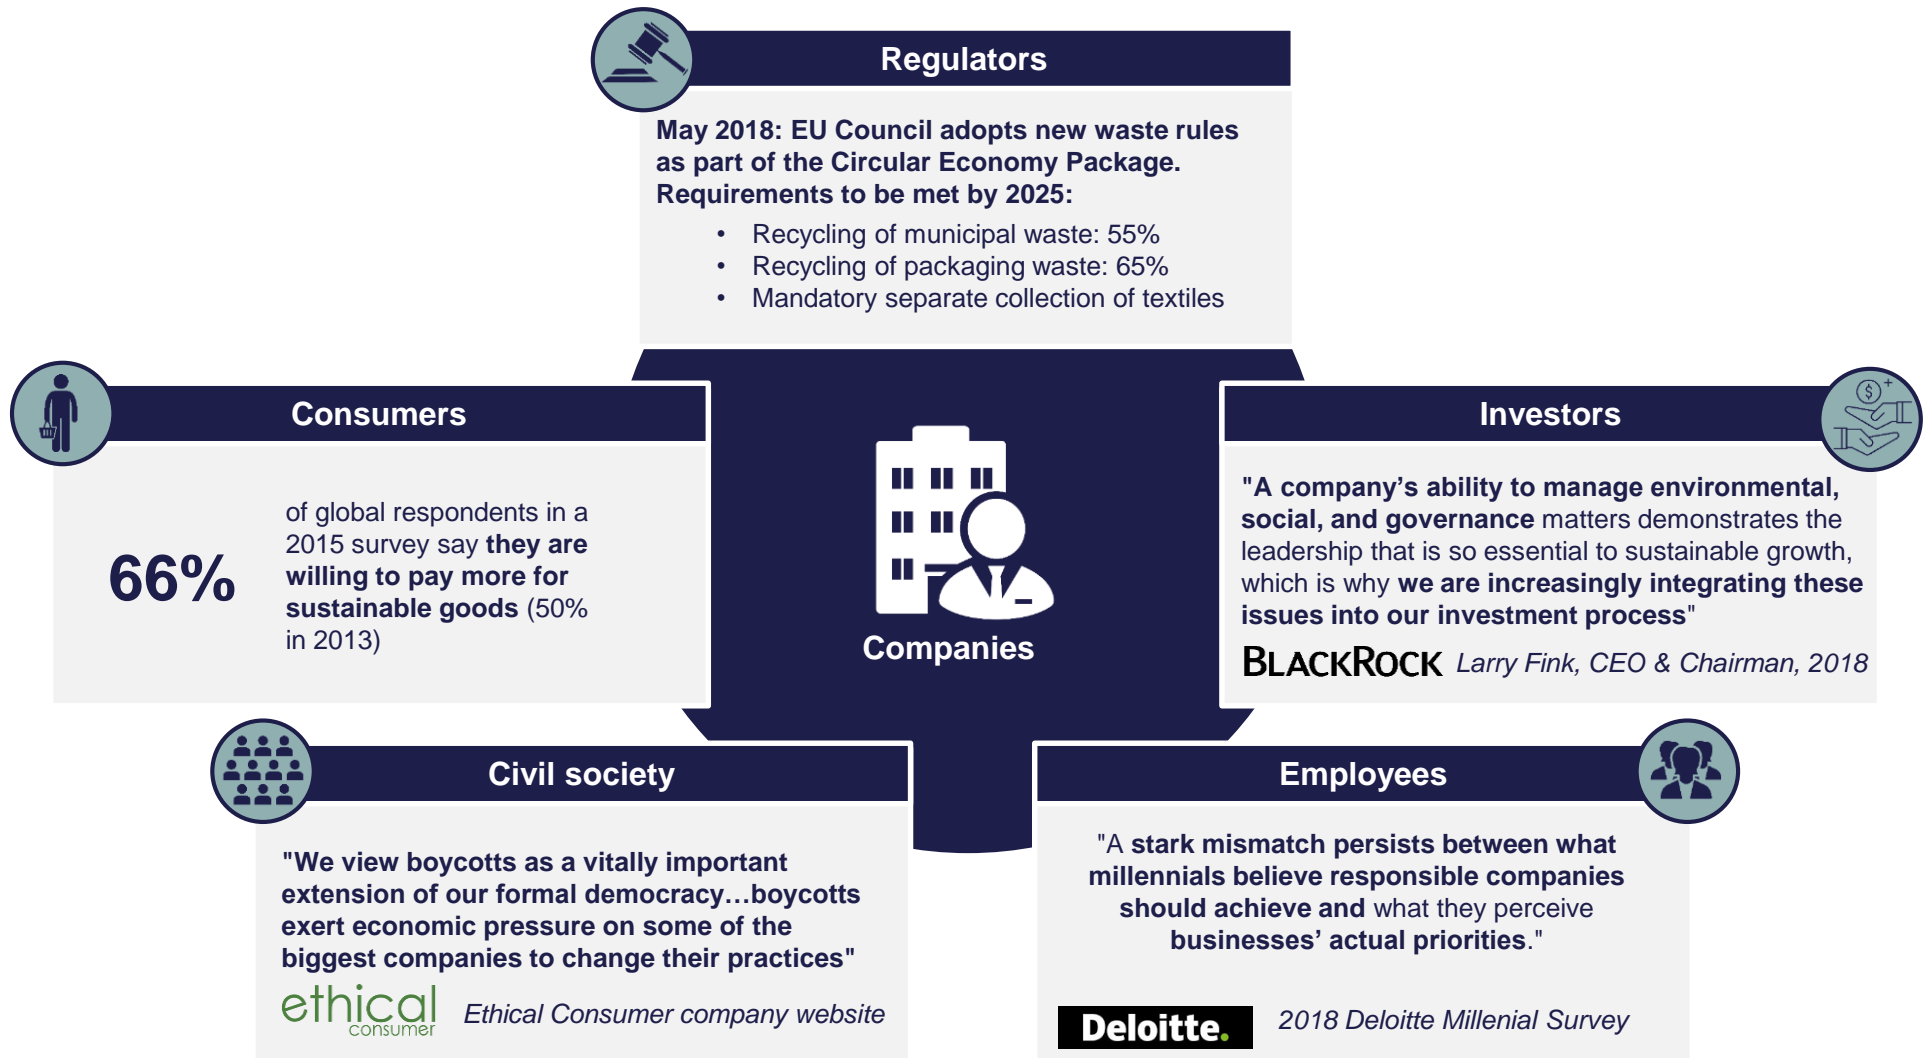 Regulators
May 2018: EU Council adopts new waste rules
as part of the Circular Economy Package.
Requirements to be met by 2025:
• Recycling of municipal waste: 55%
• Recycling of packaging waste: 65%
• Mandatory separate collection of textiles
Consumers
66%
of global respondents in a
2015 survey say they are
willing to pay more for
sustainable goods (50%
in 2013)
Companies
Investors
$
+
"A company’s ability to manage environmental,
social, and governance matters demonstrates the
leadership that is so essential to sustainable growth,
which is why we are increasingly integrating these
issues into our investment process"
BLACKROCK Larry Fink, CEO & Chairman, 2018
Civil society
"We view boycotts as a vitally important
extension of our formal democracy…boycotts
exert economic pressure on some of the
biggest companies to change their practices"
ethical
consumer
Ethical Consumer company website
Employees
"A stark mismatch persists between what
millennials believe responsible companies
should achieve and what they perceive
businesses’ actual priorities."
Deloitte. 2018 Deloitte Millenial Survey